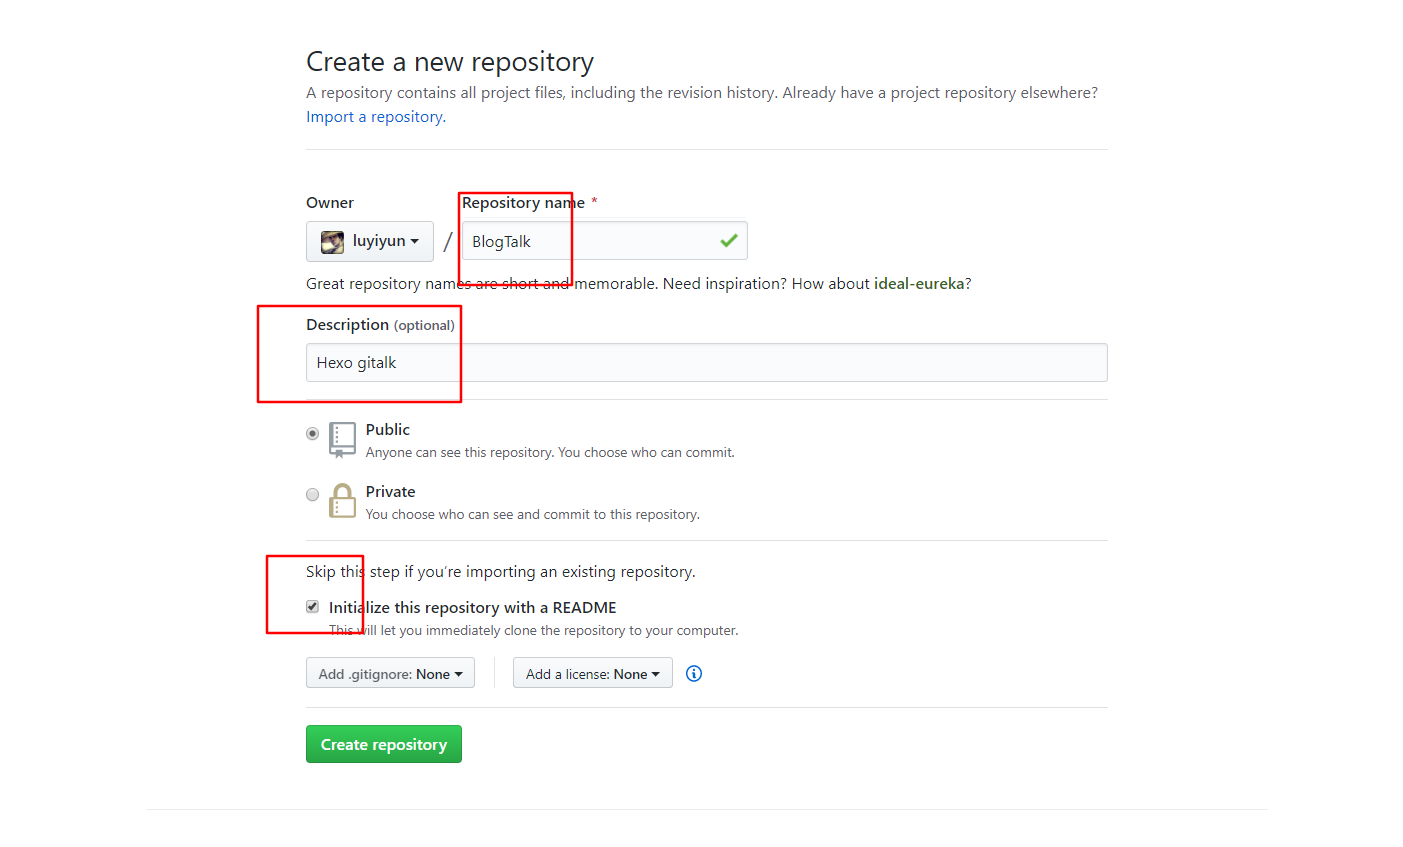 Create a new repository
A repository contains all project files, including the revision history. Already have a project repository elsewhere?
Import a repository.
Owner
Repository name *
luyiyun / BlogTalk
Great repository names are short and memorable. Need inspiration? How about ideal-eureka?
Description (optional)
Hexo gitalk
Public
Anyone can see this repository. You choose who can commit.
Private
You choose who can see and commit to this repository.
Skip this step if you’re importing an existing repository.
Initialize this repository with a README
This will let you immediately clone the repository to your computer.
Add .gitignore: None
Add a license: None
Create repository